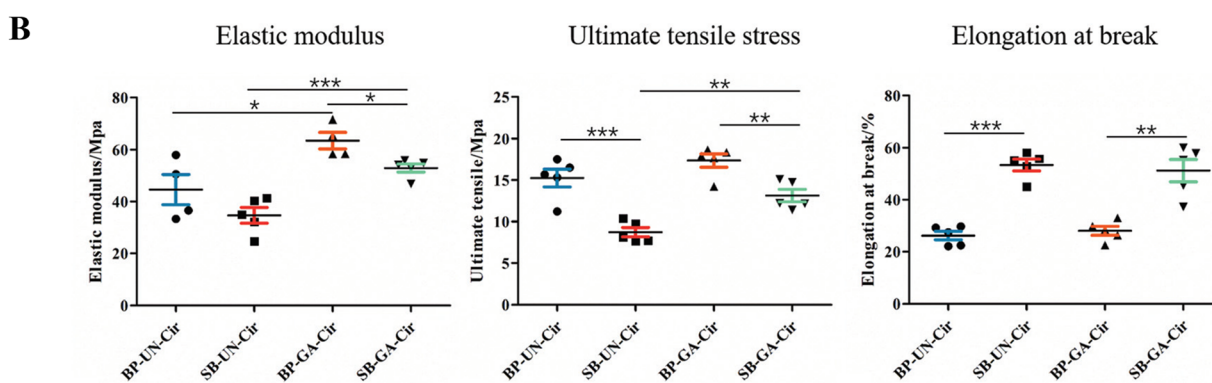 B
Elastic modulus
Elastic modulus/Mpa
80
60
40
20
0
***
*
*
BP-UN-Cir
SB-UN-Cir
BP-GA-Cir
SB-GA-Cir
Ultimate tensile stress
Ultimate tensile/Mpa
25
20
15
10
5
0
**
***
**
BP-UN-Cir
SB-UN-Cir
BP-GA-Cir
SB-GA-Cir
Elongation at break
Elongation at break/%
80
60
40
20
0
***
**
BP-UN-Cir
SB-UN-Cir
BP-GA-Cir
SB-GA-Cir